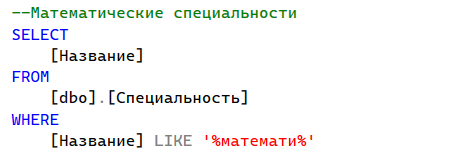 --Математические специальности
SELECT
    [Название]
FROM
    [dbo].[Специальность]
WHERE
    [Название] LIKE '%математи%'